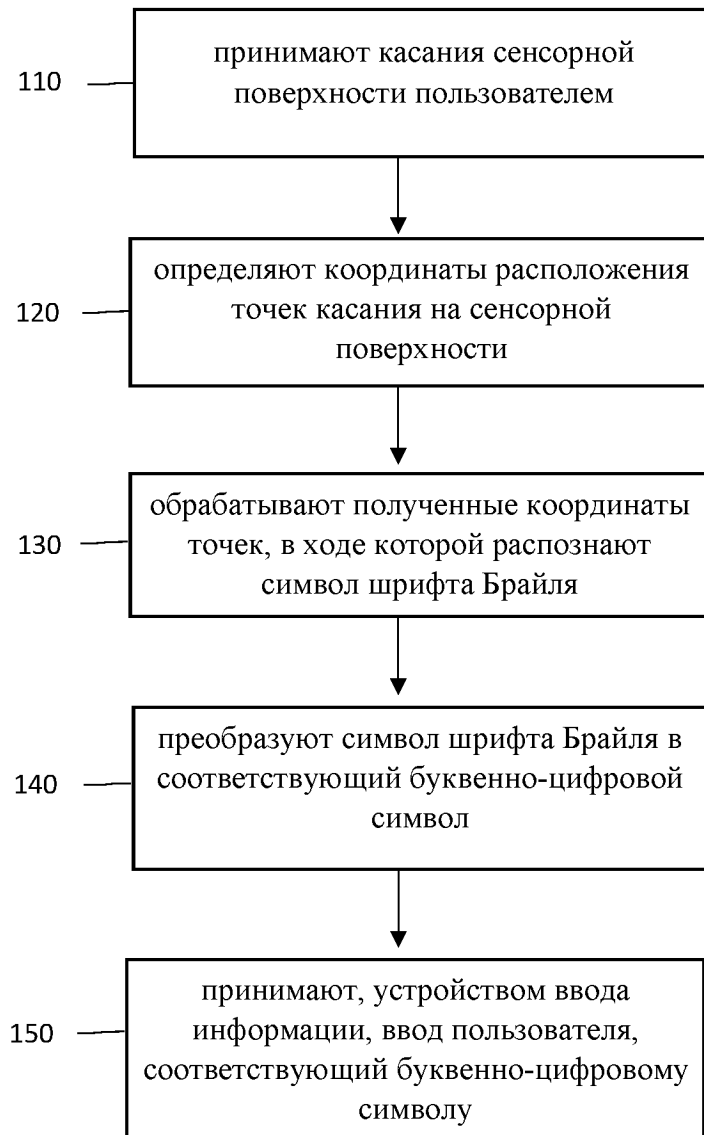 110
принимают касания сенсорной
поверхности пользователем
120
определяют координаты расположения
точек касания на сенсорной
поверхности
130
обрабатывают полученные координаты
точек, в ходе которой распознают
символ шрифта Брайля
140
преобразуют символ шрифта Брайля в
соответствующий буквенно-цифровой
символ
150
принимают, устройством ввода
информации, ввод пользователя,
соответствующий буквенно-цифровому
символу